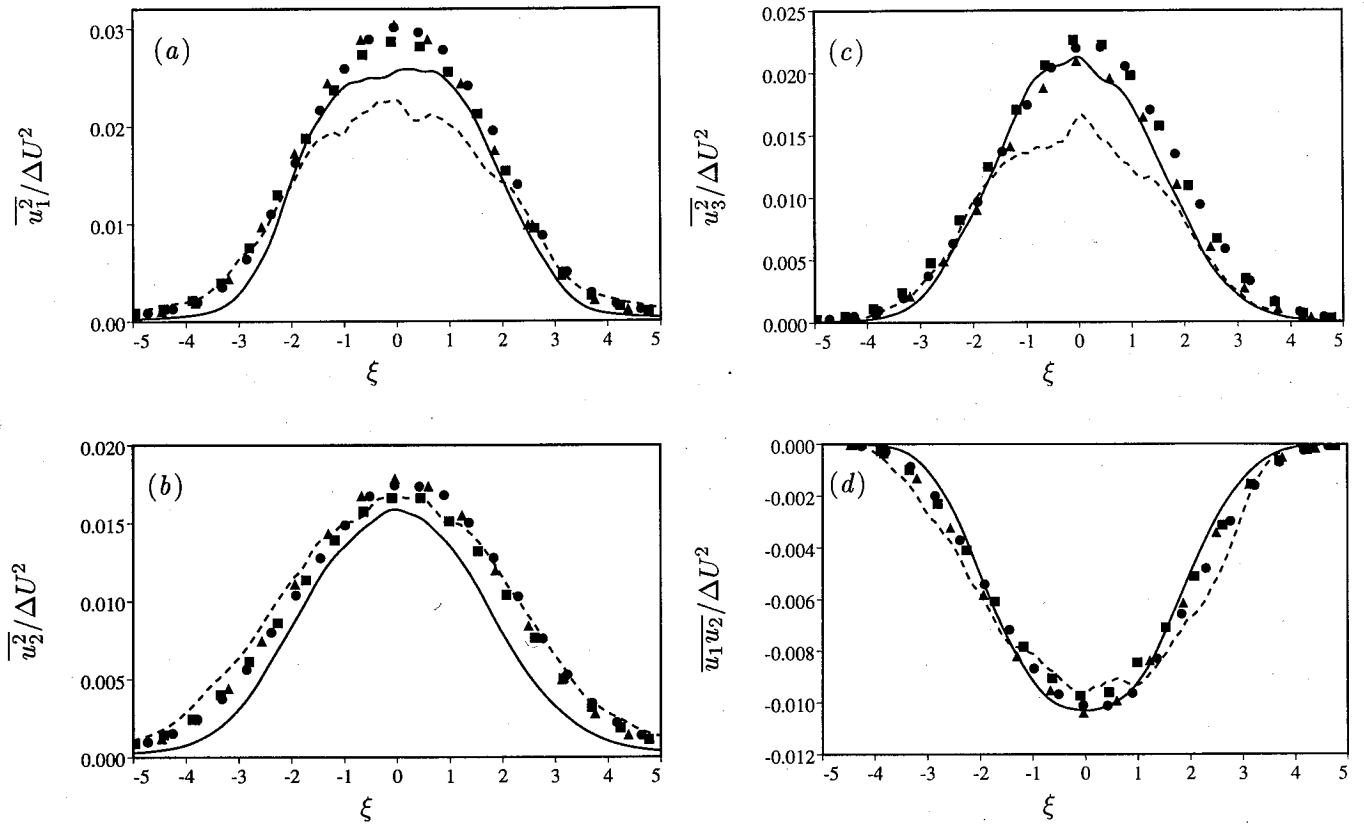 (a)
0.03
0.02
0.01
0.00
-5 -4 -3 -2 -1 0 1 2 3 4 5
ξ
\overline{u_1^2}/ΔU^2
(c)
0.025
0.020
0.015
0.010
0.005
0.000
-5 -4 -3 -2 -1 0 1 2 3 4 5
ξ
\overline{u_3^2}/ΔU^2
(b)
0.020
0.015
0.010
0.005
0.000
-5 -4 -3 -2 -1 0 1 2 3 4 5
ξ
\overline{u_2^2}/ΔU^2
(d)
0.000
-0.002
-0.004
-0.006
-0.008
-0.010
-0.012
-5 -4 -3 -2 -1 0 1 2 3 4 5
ξ
\overline{u_1 u_2}/ΔU^2